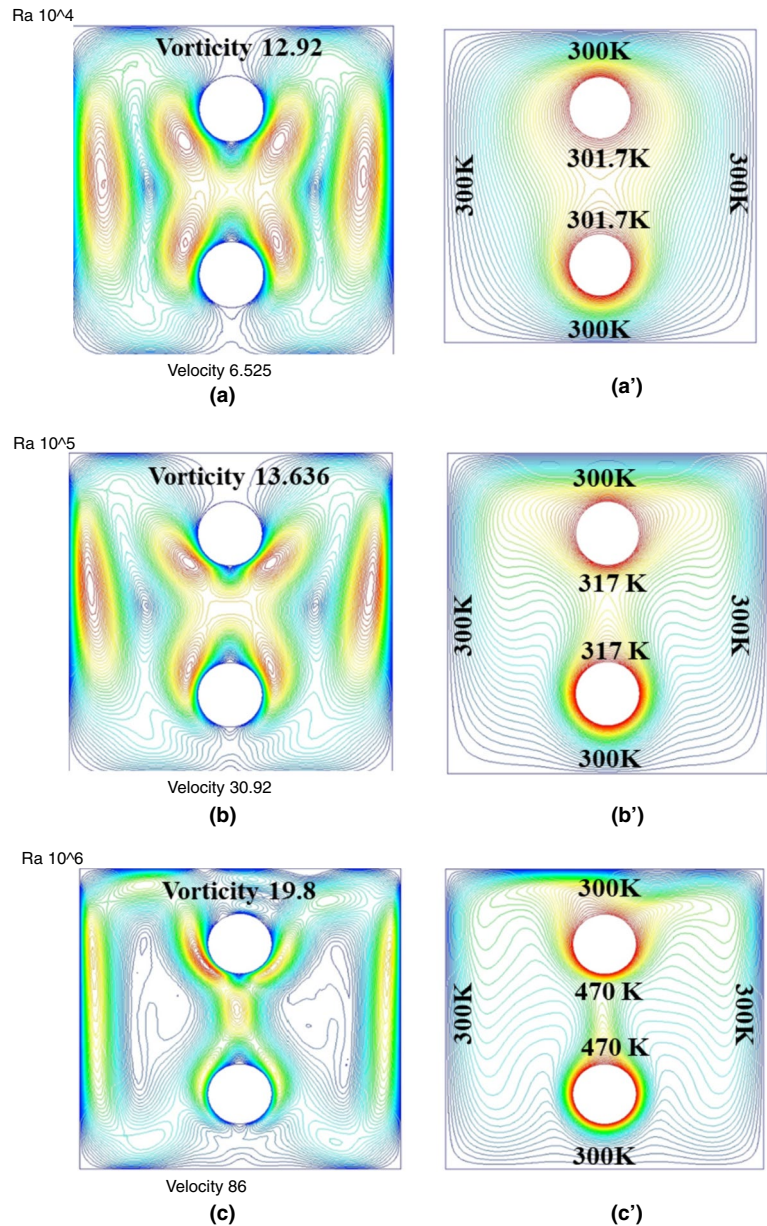 Ra 10^4
Vorticity 12.92
300K
301.7K
300K
300K
301.7K
300K
Velocity 6.525
(a)
(a')
Ra 10^5
Vorticity 13.636
300K
317 K
300K
300K
317 K
300K
Velocity 30.92
(b)
(b')
Ra 10^6
Vorticity 19.8
300K
470 K
300K
300K
470 K
300K
Velocity 86
(c)
(c')